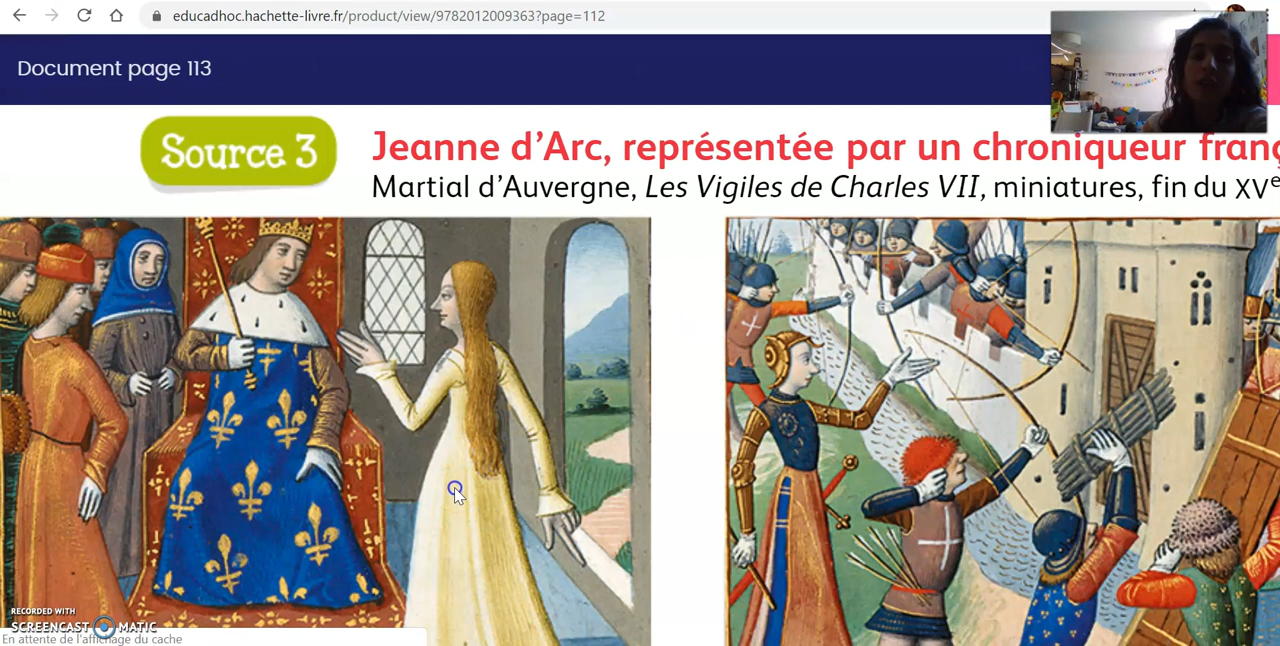 educadhoc.hachette-livre.fr/product/view/9782012009363?page=112
Document page 113
Source 3
Jeanne d'Arc, représentée par un chroniqueur franç
Martial d'Auvergne, Les Vigiles de Charles VII, miniatures, fin du XVe
RECORDED WITH
SCREENCAST MATIC
En attente de l'affichage du cache